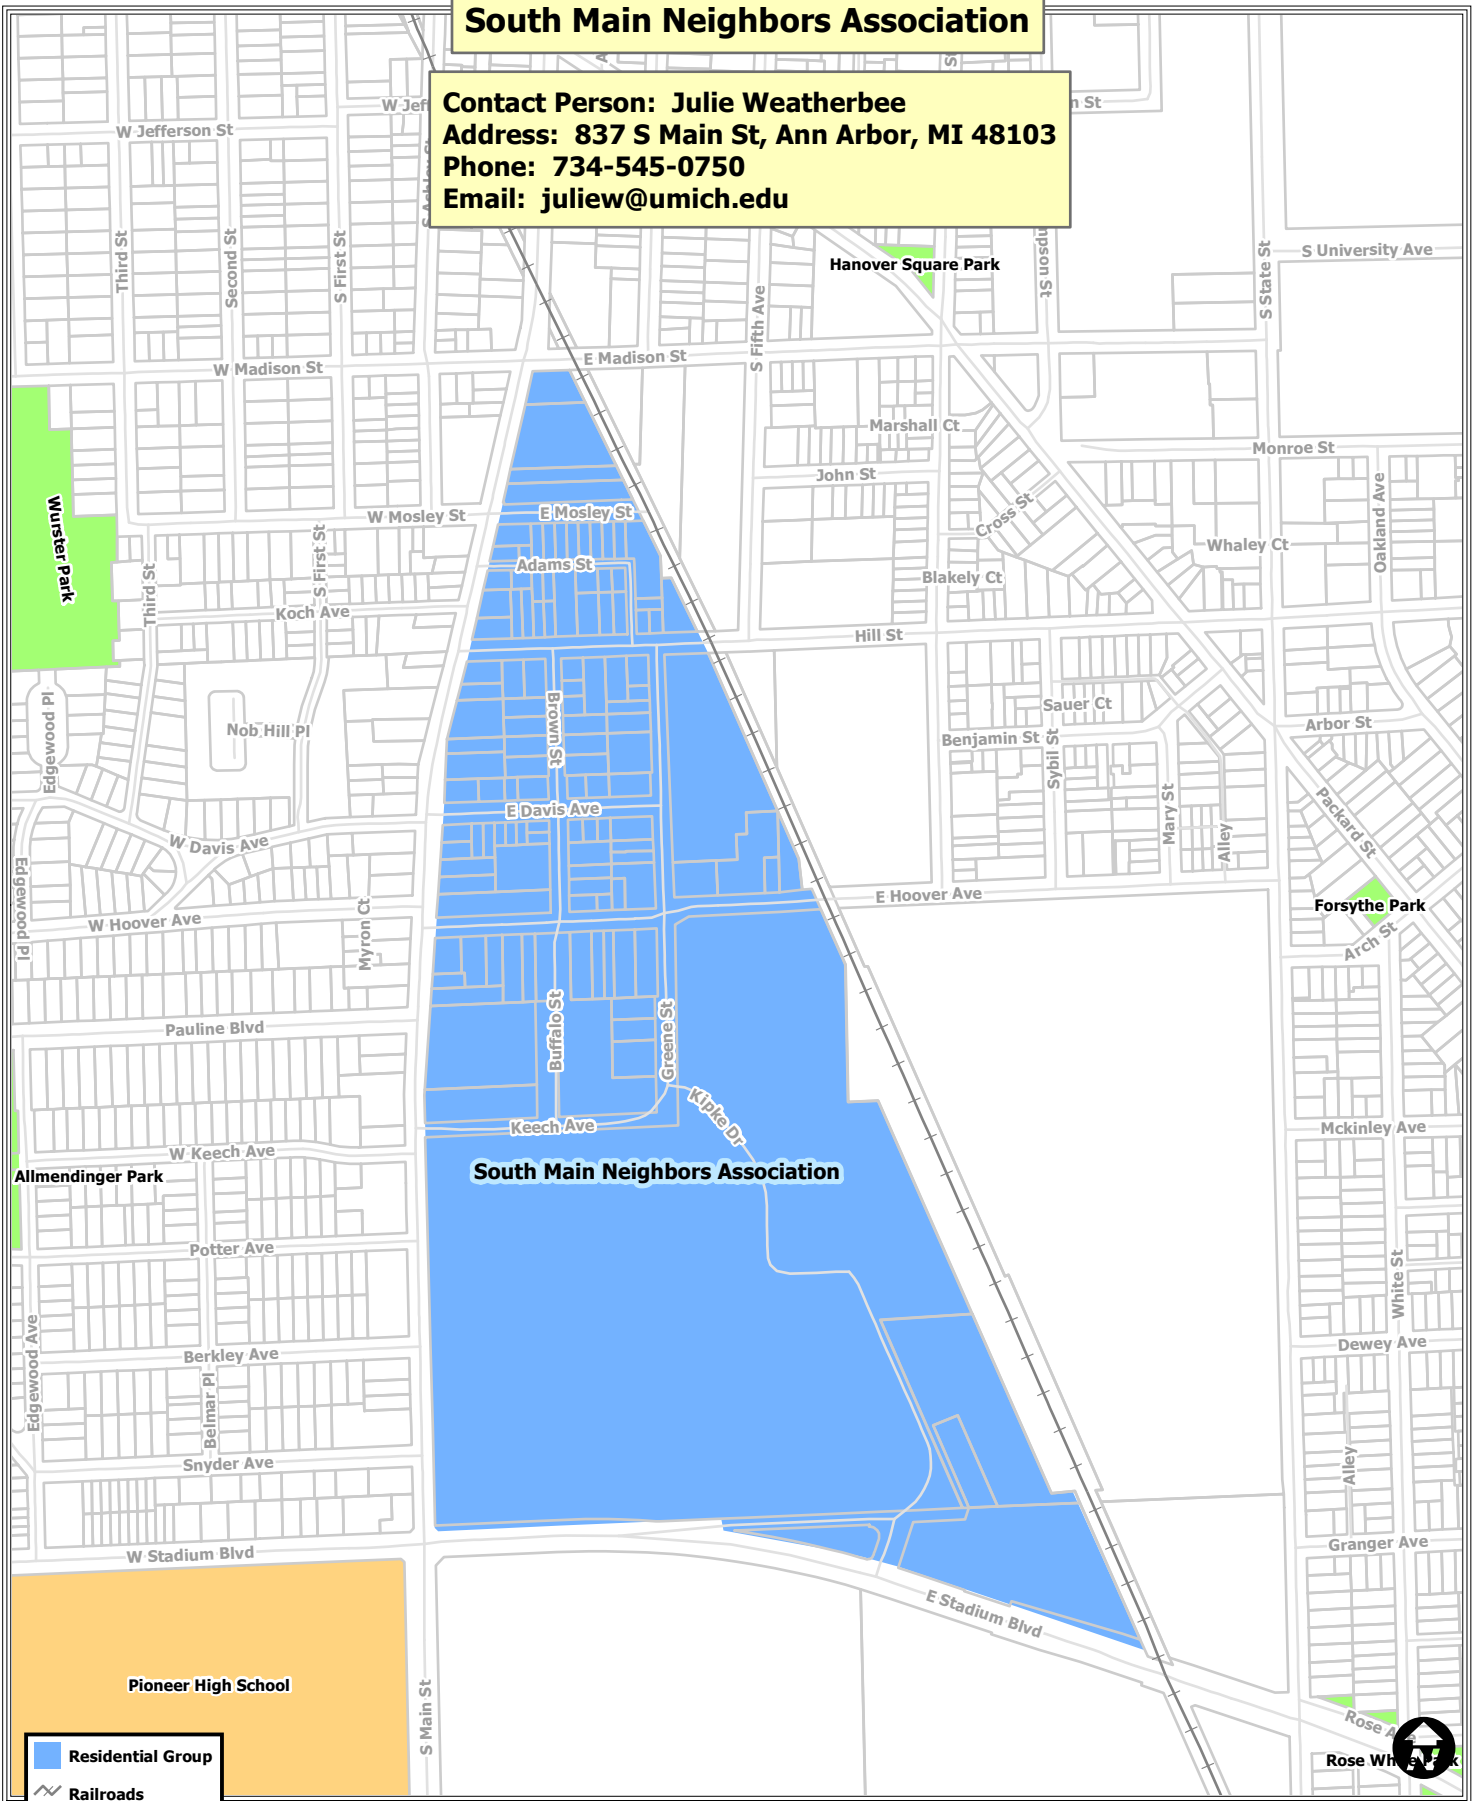 South Main Neighbors Association
Contact Person: Julie Weatherbee
Address: 837 S Main St, Ann Arbor, MI 48103
Phone: 734-545-0750
Email: juliew@umich.edu
W Jefferson St
W Jeff
n St
S Ashley St
Third St
Second St
S First St
S Fifth Ave
Hanover Square Park
S State St
S University Ave
E Madison St
W Madison St
Marshall Ct
Monroe St
John St
Oakland Ave
Cross St
Wurster Park
W Mosley St
E Mosley St
Whaley Ct
Adams St
Third St
S First St
Blakely Ct
Koch Ave
Hill St
Edgewood Pl
Nob Hill Pl
Brown St
Sauer Ct
Benjamin St
Sybil St
Arbor St
E Davis Ave
W Davis Ave
Mary St
Alley
Packard St
Edgewood Pl
E Hoover Ave
Forsythe Park
W Hoover Ave
Myron Ct
Arch St
Pauline Blvd
Buffalo St
Greene St
Kipke Dr
Keech Ave
Mckinley Ave
W Keech Ave
Allmendinger Park
South Main Neighbors Association
Potter Ave
White St
Edgewood Ave
Berkley Ave
Dewey Ave
Belmar Pl
Snyder Ave
Alley
W Stadium Blvd
Granger Ave
E Stadium Blvd
Pioneer High School
S Main St
Rose
Residential Group
Railroads
Rose Wh Park